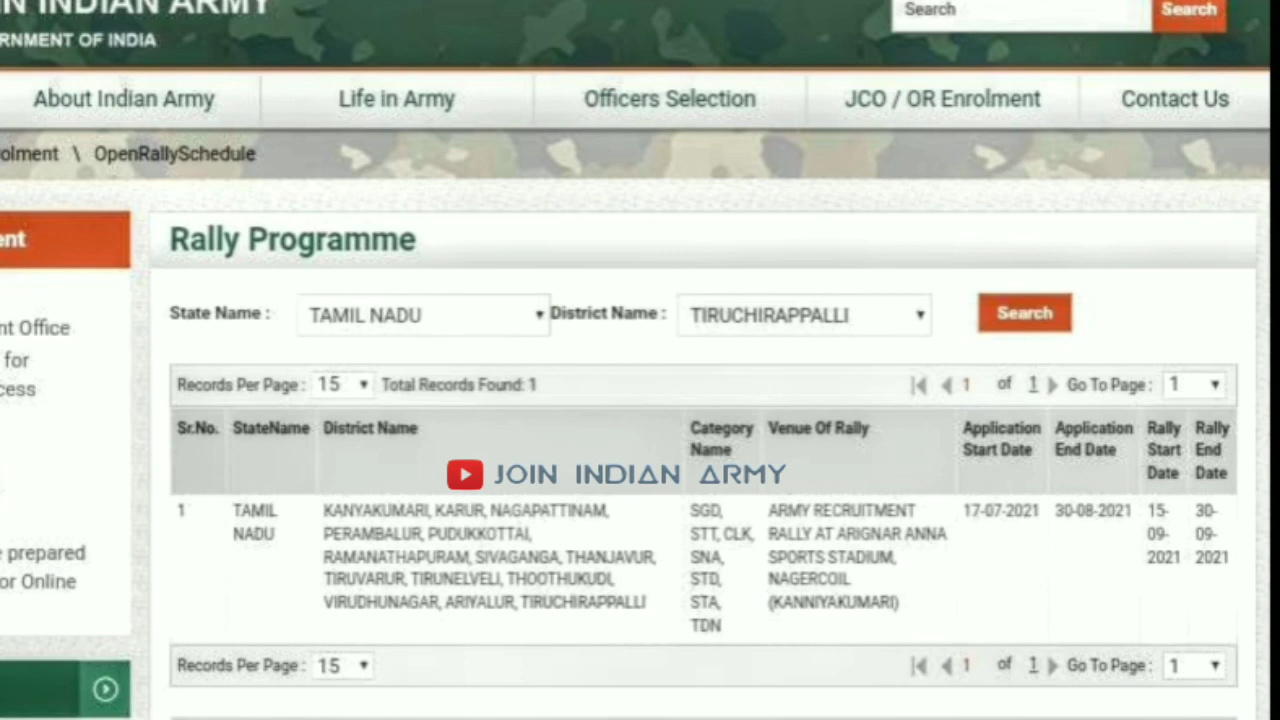 IN INDIAN ARMY
Search Search
RNMENT OF INDIA
About Indian Army Life in Army Officers Selection JCO / OR Enrolment Contact Us
olment \ OpenRallySchedule
ent
Rally Programme
State Name : TAMIL NADU District Name : TIRUCHIRAPPALLI Search
nt Office
for
cess
Records Per Page : 15 Total Records Found: 1 1 of 1 Go To Page : 1
Sr.No. StateName District Name Category Name Venue Of Rally Application Start Date Application End Date Rally Start Date Rally End Date
JOIN INDIAN ARMY
1 TAMIL KANYAKUMARI, KARUR, NAGAPATTINAM, SGD, ARMY RECRUITMENT 17-07-2021 30-08-2021 15- 30-
NADU PERAMBALUR, PUDUKKOTTAI, STT, CLK, RALLY AT ARIGNAR ANNA 09- 09-
RAMANATHAPURAM, SIVAGANGA, THANJAVUR, SNA, SPORTS STADIUM, 2021 2021
TIRUVARUR, TIRUNELVELI, THOOTHUKUDI, STD, NAGERCOIL
VIRUDHUNAGAR, ARIYALUR, TIRUCHIRAPPALLI STA, (KANNIYAKUMARI)
TDN
e prepared
or Online
Records Per Page : 15 1 of 1 Go To Page : 1